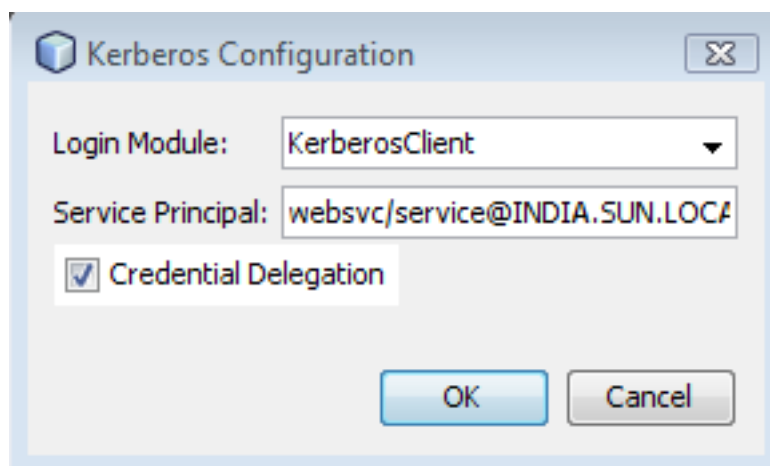 Kerberos Configuration
Login Module: KerberosClient
Service Principal: websvc/service@INDIA.SUN.LOCA
Credential Delegation
OK Cancel